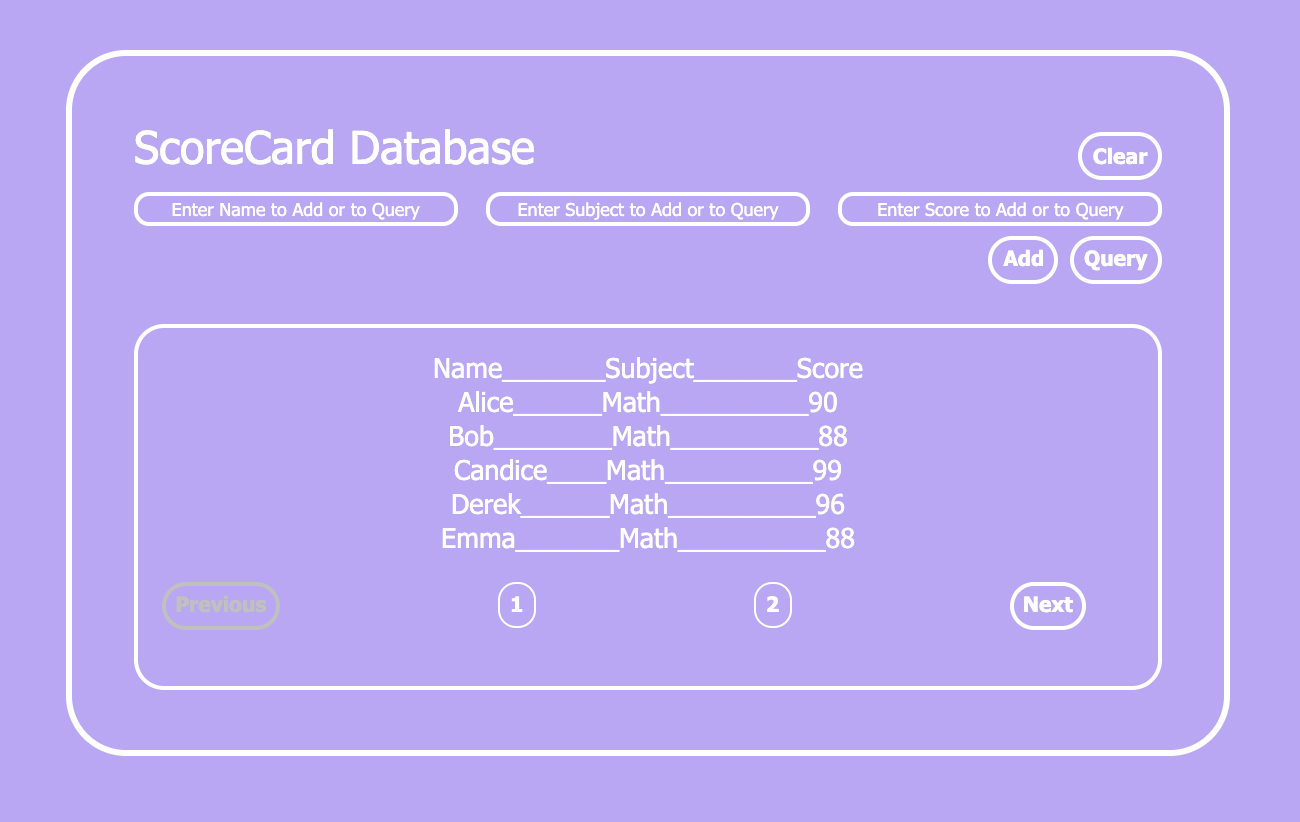 ScoreCard Database
Clear
Enter Name to Add or to Query
Enter Subject to Add or to Query
Enter Score to Add or to Query
Add
Query
Name_______Subject_______Score
Alice______Math__________90
Bob________Math__________88
Candice____Math__________99
Derek______Math__________96
Emma_______Math__________88
Previous
1
2
Next